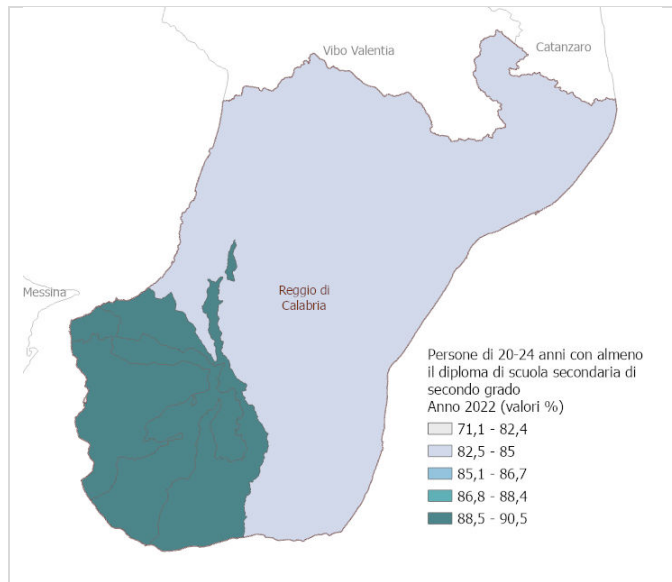 Vibo Valentia
Catanzaro
Messina
Reggio di
Calabria
Persone di 20-24 anni con almeno
il diploma di scuola secondaria di
secondo grado
Anno 2022 (valori %)
71,1 - 82,4
82,5 - 85
85,1 - 86,7
86,8 - 88,4
88,5 - 90,5